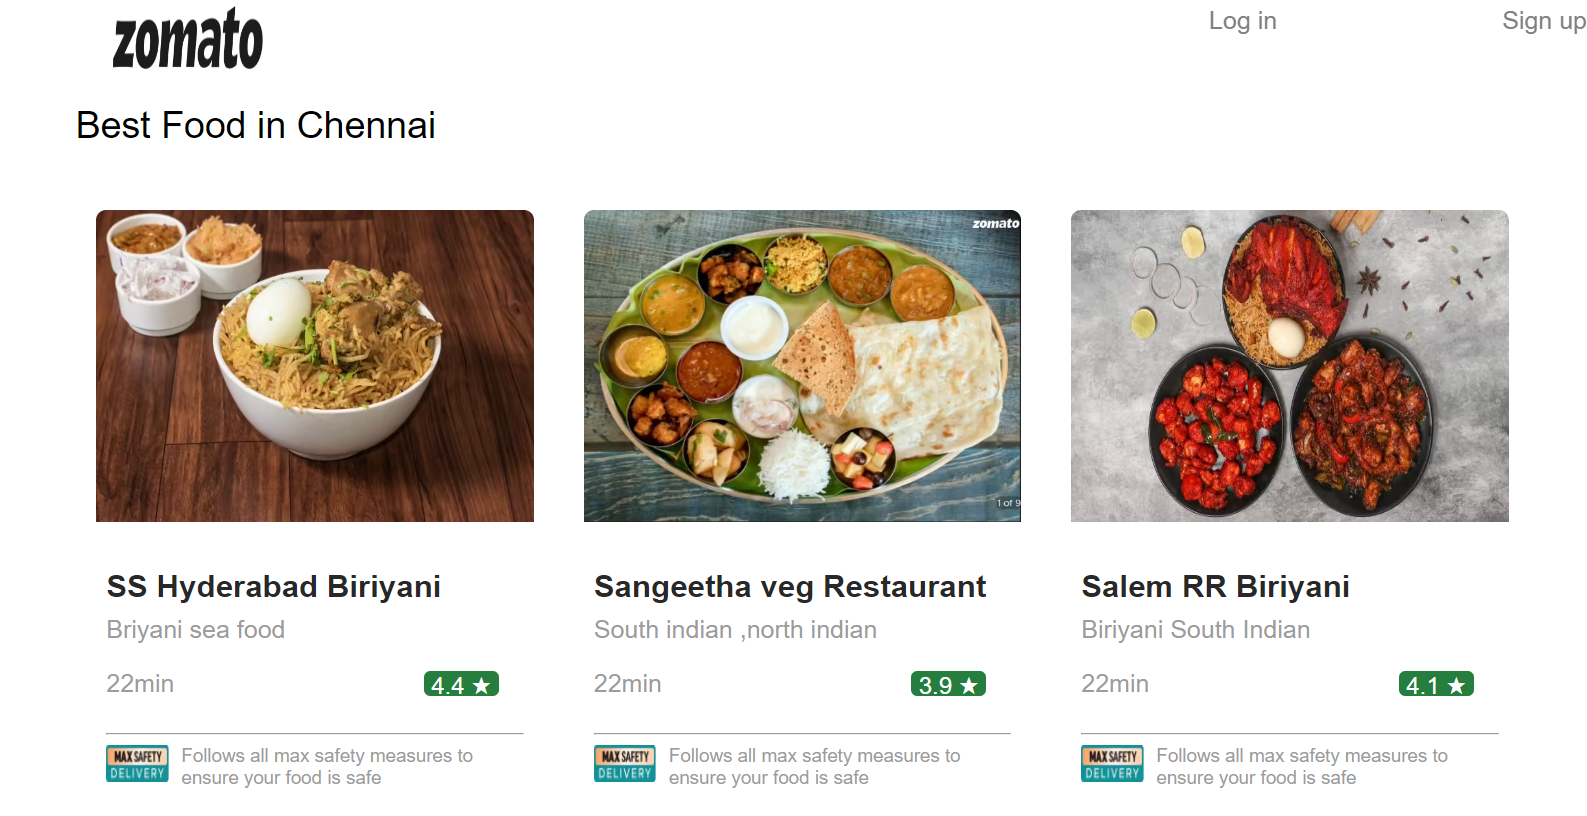 zomato
Log in
Sign up
Best Food in Chennai
zomato
1 of 9
SS Hyderabad Biriyani
Briyani sea food
22min
4.4 ★
MAX SAFETY
DELIVERY
Follows all max safety measures to
ensure your food is safe
Sangeetha veg Restaurant
South indian ,north indian
22min
3.9 ★
MAX SAFETY
DELIVERY
Follows all max safety measures to
ensure your food is safe
Salem RR Biriyani
Biriyani South Indian
22min
4.1 ★
MAX SAFETY
DELIVERY
Follows all max safety measures to
ensure your food is safe